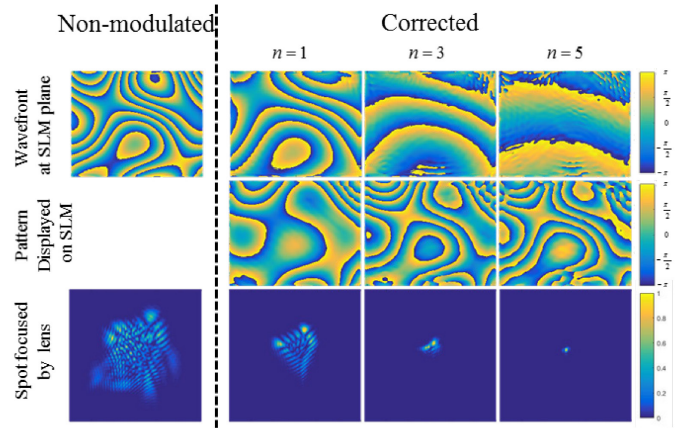 Non-modulated
Corrected
n = 1
n = 3
n = 5
Wavefront
at SLM plane
π
π/2
0
-π/2
-π
Pattern
Displayed
on SLM
π
π/2
0
-π/2
-π
Spot focused
by lens
1
0.8
0.6
0.4
0.2
0